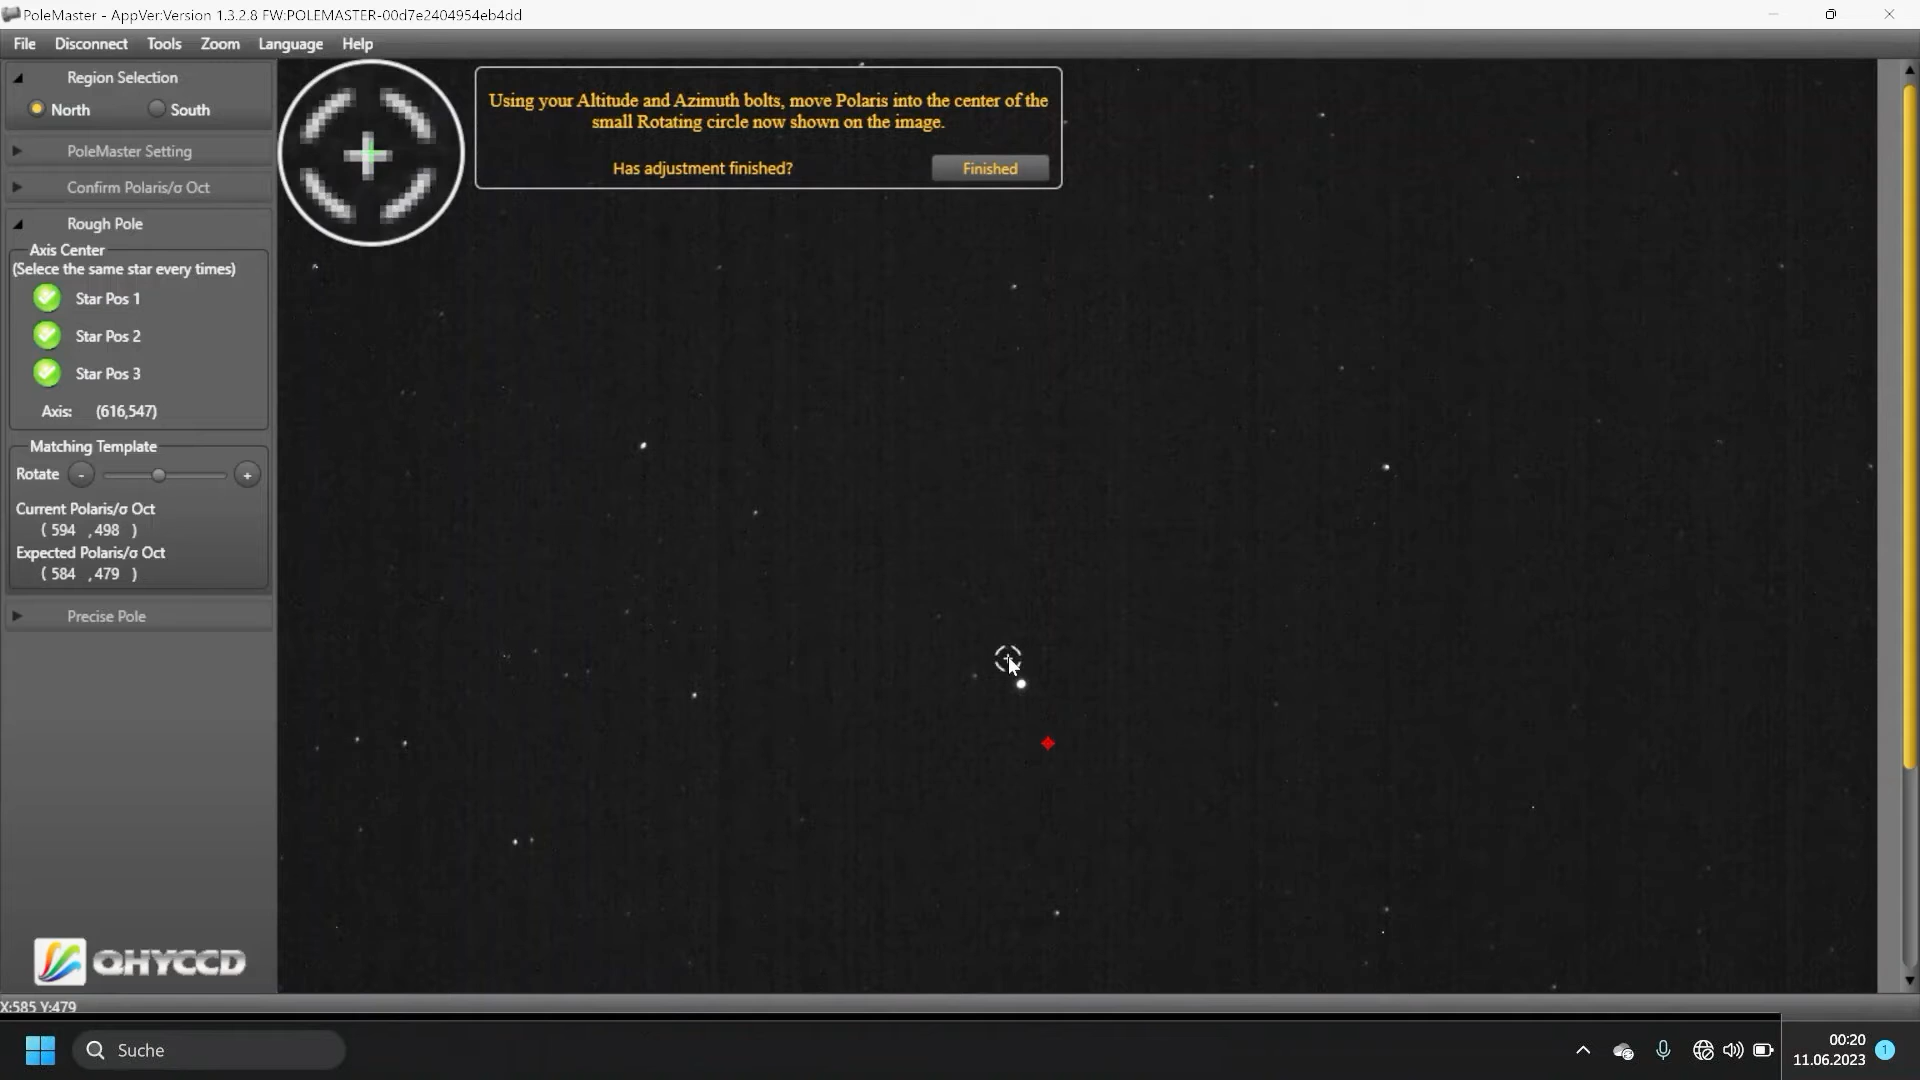 PoleMaster - AppVer:Version 1.3.2.8 FW:POLEMASTER-00d7e2404954eb4dd
File Disconnect Tools Zoom Language Help
Region Selection
North South
PoleMaster Setting
Confirm Polaris/σ Oct
Rough Pole
Axis Center
(Selece the same star every times)
Star Pos 1
Star Pos 2
Star Pos 3
Axis: (616,547)
Matching Template
Rotate - +
Current Polaris/σ Oct
( 594 ,498 )
Expected Polaris/σ Oct
( 584 ,479 )
Precise Pole
Using your Altitude and Azimuth bolts, move Polaris into the center of the
small Rotating circle now shown on the image.
Has adjustment finished? Finished
QHYCCD
X:585 Y:479
Suche
00:20
11.06.2023 1